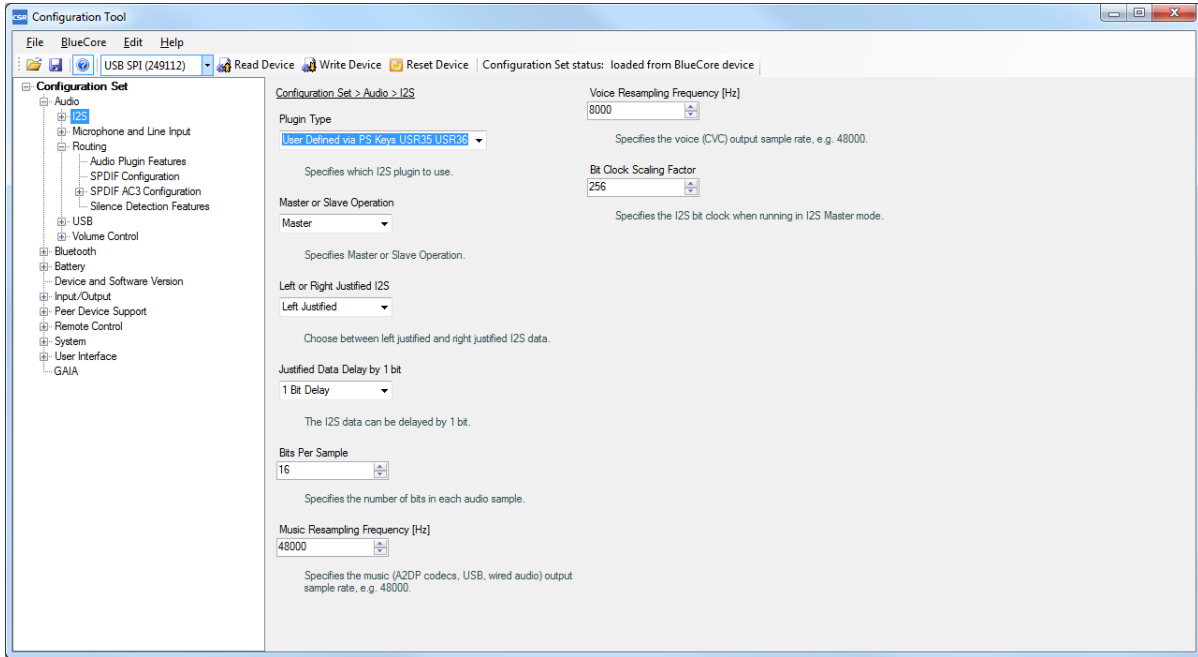 CSR Configuration Tool
File BlueCore Edit Help
USB SPI (249112) Read Device Write Device Reset Device Configuration Set status: loaded from BlueCore device
Configuration Set
Audio
I2S
Microphone and Line Input
Routing
Audio Plugin Features
SPDIF Configuration
SPDIF AC3 Configuration
Silence Detection Features
USB
Volume Control
Bluetooth
Battery
Device and Software Version
Input/Output
Peer Device Support
Remote Control
System
User Interface
GAIA
Configuration Set > Audio > I2S
Plugin Type
User Defined via PS Keys USR35 USR36
Specifies which I2S plugin to use.
Master or Slave Operation
Master
Specifies Master or Slave Operation.
Left or Right Justified I2S
Left Justified
Choose between left justified and right justified I2S data.
Justified Data Delay by 1 bit
1 Bit Delay
The I2S data can be delayed by 1 bit.
Bits Per Sample
16
Specifies the number of bits in each audio sample.
Music Resampling Frequency [Hz]
48000
Specifies the music (A2DP codecs, USB, wired audio) output
sample rate, e.g. 48000.
Voice Resampling Frequency [Hz]
8000
Specifies the voice (CVC) output sample rate, e.g. 48000.
Bit Clock Scaling Factor
256
Specifies the I2S bit clock when running in I2S Master mode.